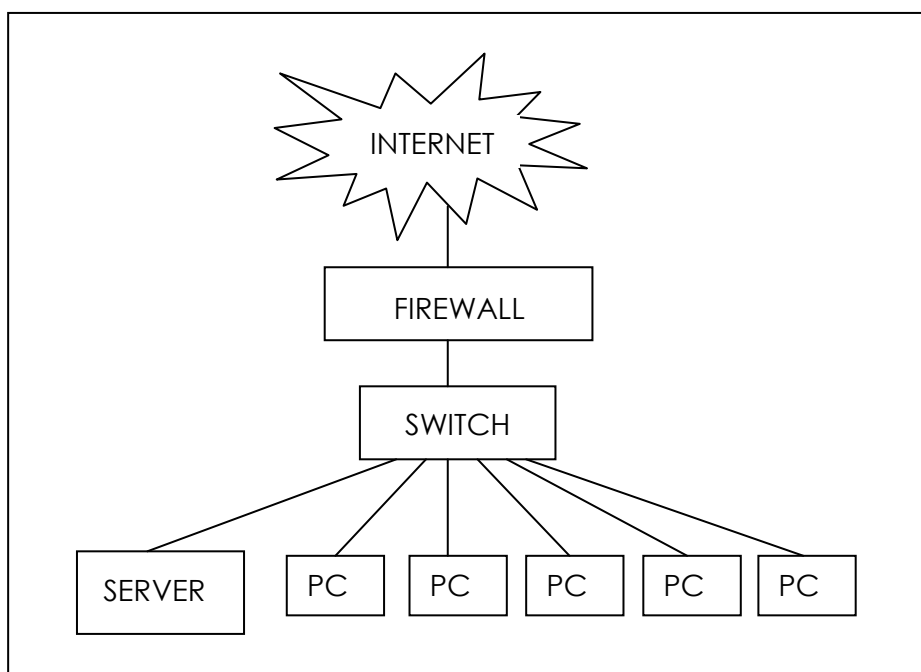 INTERNET
FIREWALL
SWITCH
SERVER PC PC PC PC PC